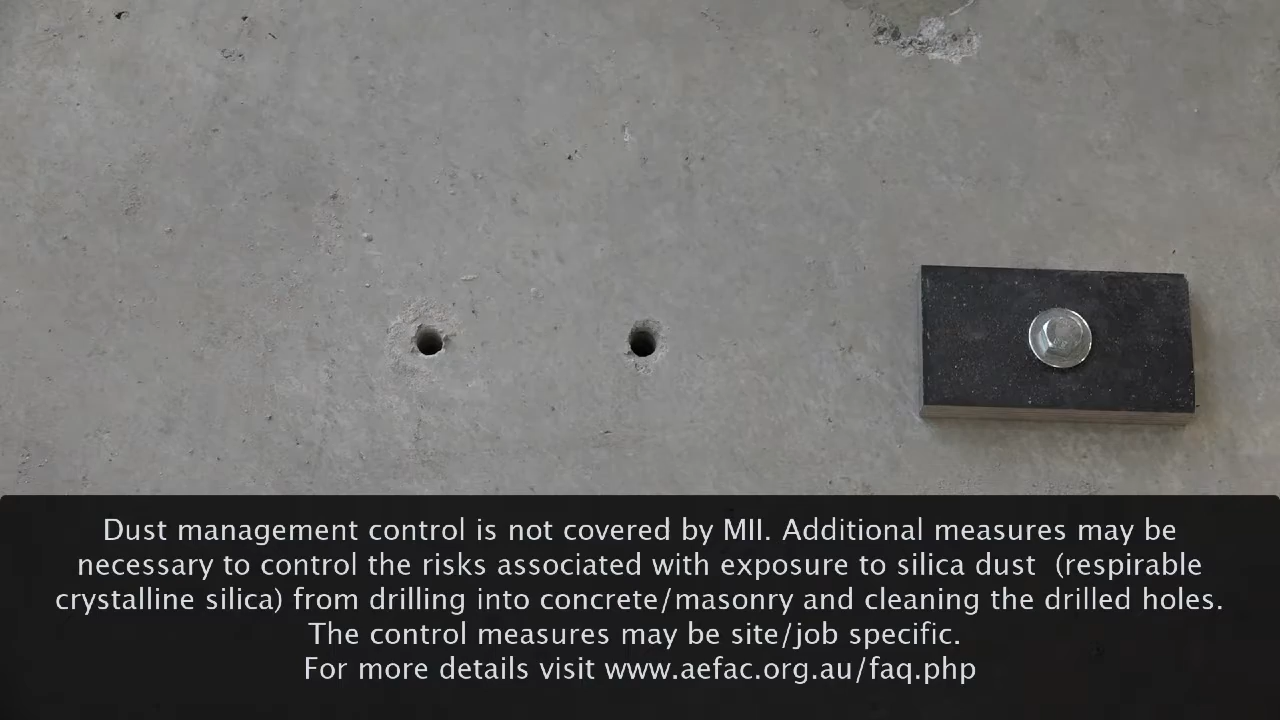 Dust management control is not covered by MII. Additional measures may be
necessary to control the risks associated with exposure to silica dust  (respirable
crystalline silica) from drilling into concrete/masonry and cleaning the drilled holes.
The control measures may be site/job specific.
For more details visit www.aefac.org.au/faq.php